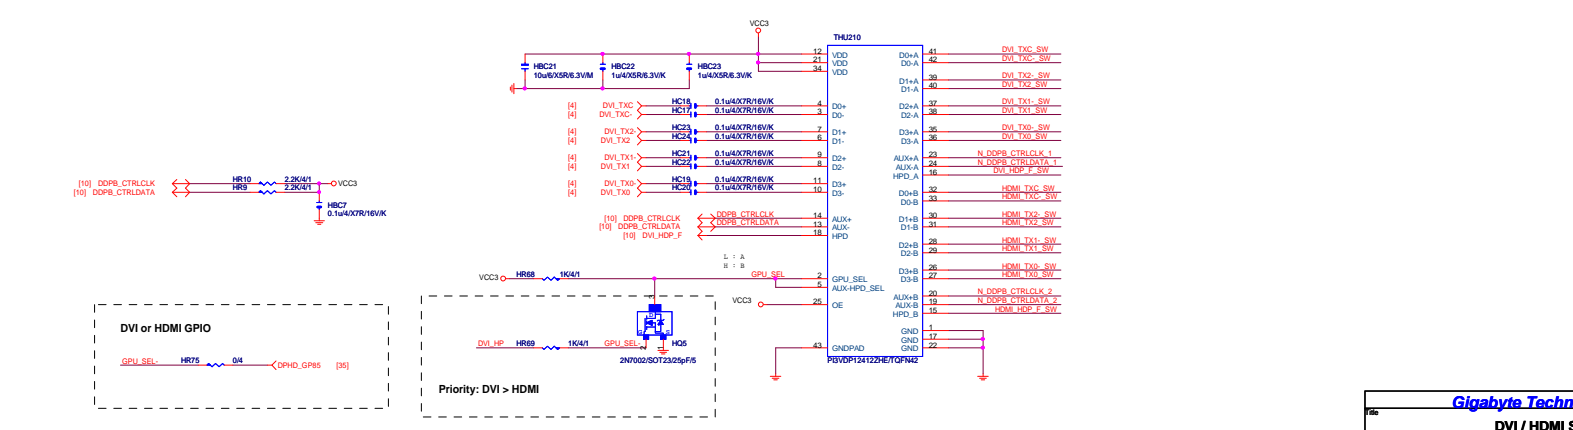 VCC3
THU210
HBC21
10u/6/X5R/6.3V/M
HBC22
1u/4/X5R/6.3V/K
HBC23
1u/4/X5R/6.3V/K
12 VDD
21 VDD
34 VDD
D0+A 41 DVI_TXC_SW
D0-A 42 DVI_TXC-_SW
D1+A 39 DVI_TX2-_SW
D1-A 40 DVI_TX2_SW
[4] DVI_TXC HC18 0.1u/4/X7R/16V/K 4 D0+ D2+A 37 DVI_TX1-_SW
[4] DVI_TXC- HC17 0.1u/4/X7R/16V/K 3 D0- D2-A 38 DVI_TX1_SW
[4] DVI_TX2- HC23 0.1u/4/X7R/16V/K 7 D1+ D3+A 35 DVI_TX0-_SW
[4] DVI_TX2 HC24 0.1u/4/X7R/16V/K 6 D1- D3-A 36 DVI_TX0_SW
[4] DVI_TX1- HC21 0.1u/4/X7R/16V/K 9 D2+ AUX+A 23 N_DDPB_CTRLCLK_1
[4] DVI_TX1 HC22 0.1u/4/X7R/16V/K 8 D2- AUX-A 24 N_DDPB_CTRLDATA_1
HPD_A 16 DVI_HDP_F_SW
[4] DVI_TX0- HC19 0.1u/4/X7R/16V/K 11 D3+
[4] DVI_TX0 HC20 0.1u/4/X7R/16V/K 10 D3- D0+B 32 HDMI_TXC_SW
D0-B 33 HDMI_TXC-_SW
[10] DDPB_CTRLCLK HR10 2.2K/4/1 VCC3
[10] DDPB_CTRLDATA HR9 2.2K/4/1
HBC7
0.1u/4/X7R/16V/K
[10] DDPB_CTRLCLK DDPB_CTRLCLK 14 AUX+ D1+B 30 HDMI_TX2-_SW
[10] DDPB_CTRLDATA DDPB_CTRLDATA 13 AUX- D1-B 31 HDMI_TX2_SW
[10] DVI_HDP_F 18 HPD
D2+B 28 HDMI_TX1-_SW
D2-B 29 HDMI_TX1_SW
L : A
H : B
D3+B 26 HDMI_TX0-_SW
VCC3 HR68 1K/4/1 GPU_SEL 2 GPU_SEL D3-B 27 HDMI_TX0_SW
5 AUX-HPD_SEL
AUX+B 20 N_DDPB_CTRLCLK_2
VCC3 25 OE AUX-B 19 N_DDPB_CTRLDATA_2
HPD_B 15 HDMI_HDP_F_SW
GND 1
GND 17
43 GNDPAD GND 22
PI3VDP12412ZHE/TQFN42
DVI or HDMI GPIO
GPU_SEL- HR75 0/4 DPHD_GP85 [35]
3
DVI_HP HR69 1K/4/1 GPU_SEL- 2 1 HQ5
2N7002/SOT23/25pF/5
Priority: DVI > HDMI
Gigabyte Techn
Title
DVI / HDMI S